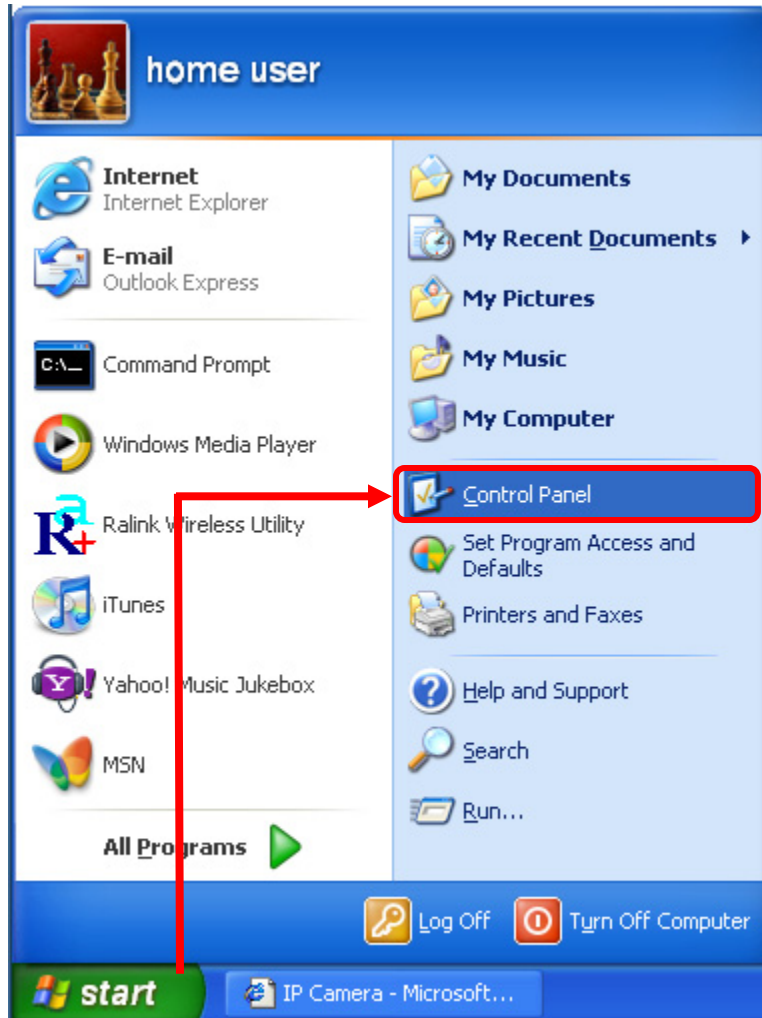 home user
Internet
Internet Explorer
E-mail
Outlook Express
C:\_
Command Prompt
Windows Media Player
Ralink Wireless Utility
iTunes
Yahoo! Music Jukebox
MSN
All Programs
My Documents
My Recent Documents
My Pictures
My Music
My Computer
Control Panel
Set Program Access and
Defaults
Printers and Faxes
Help and Support
Search
Run...
Log Off
Turn Off Computer
start
IP Camera - Microsoft...